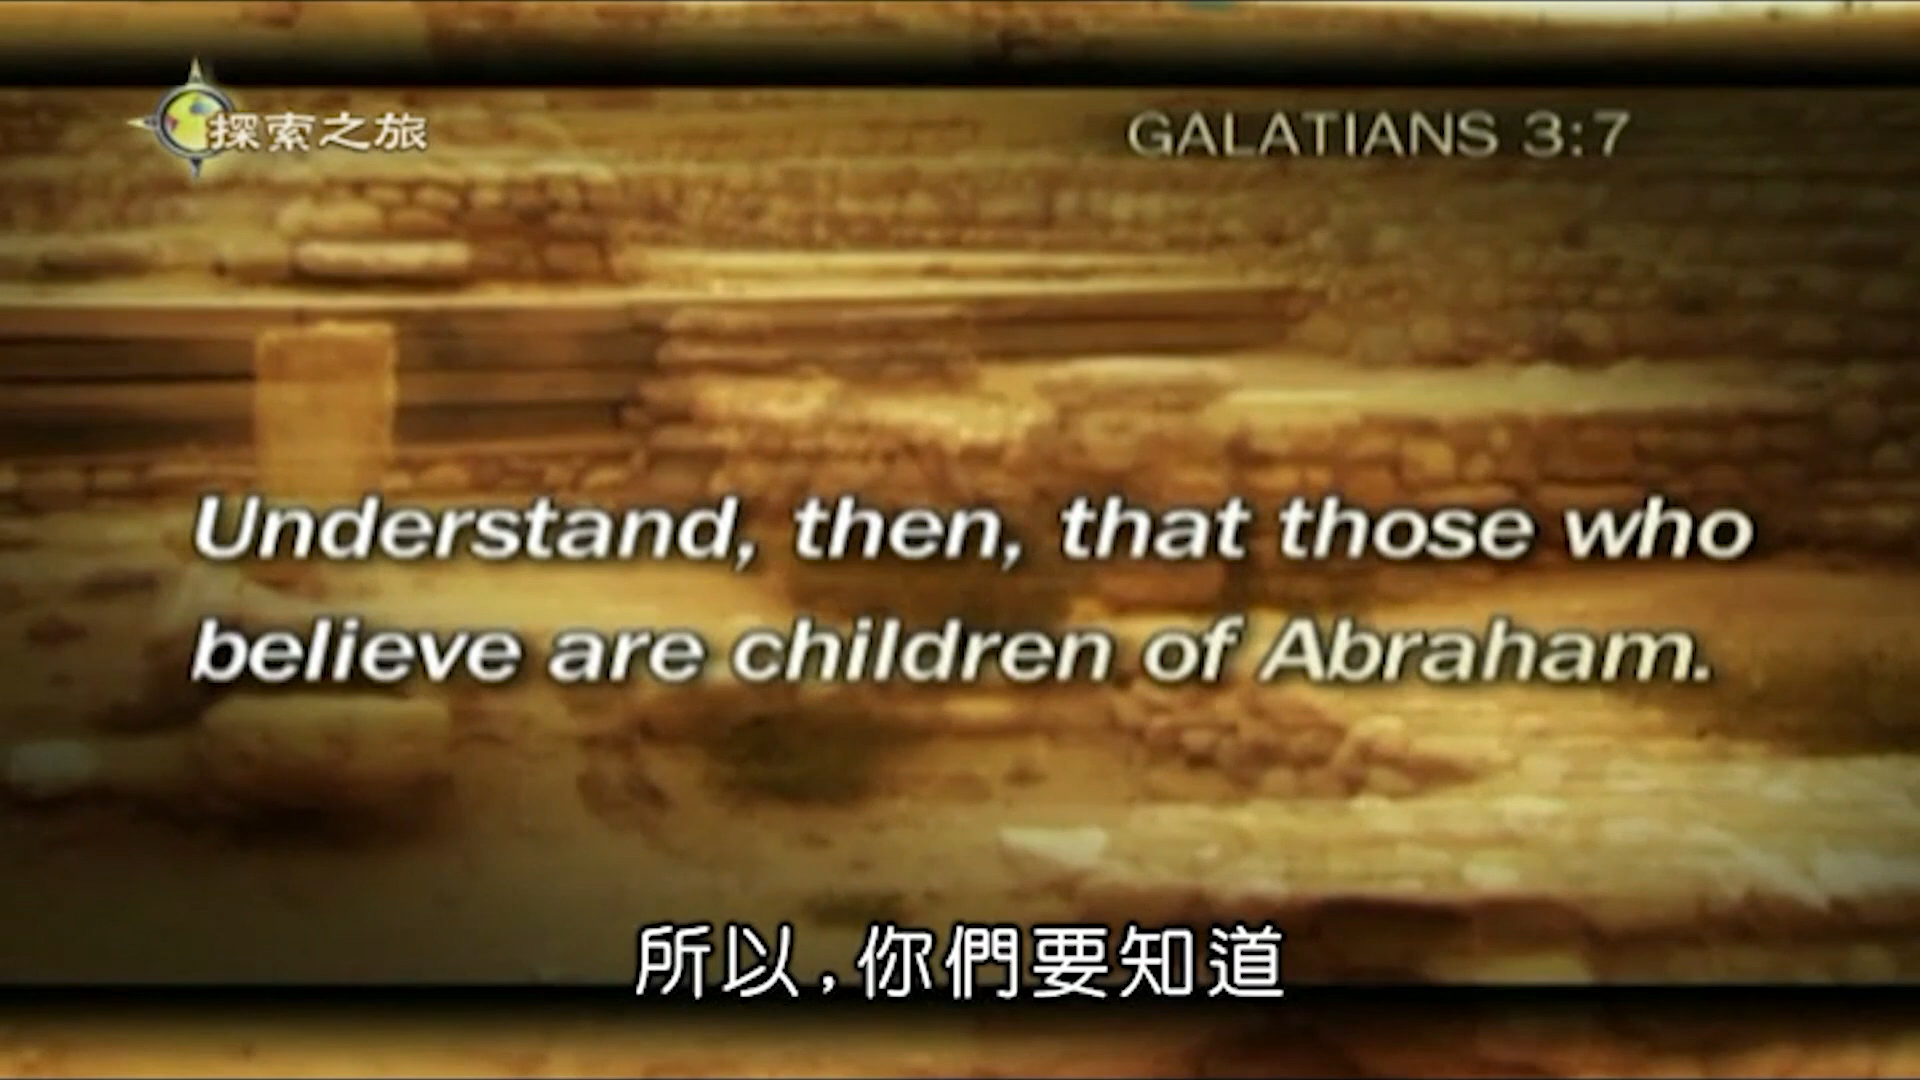 探索之旅
GALATIANS 3:7
Understand, then, that those who
believe are children of Abraham.
所以，你們要知道